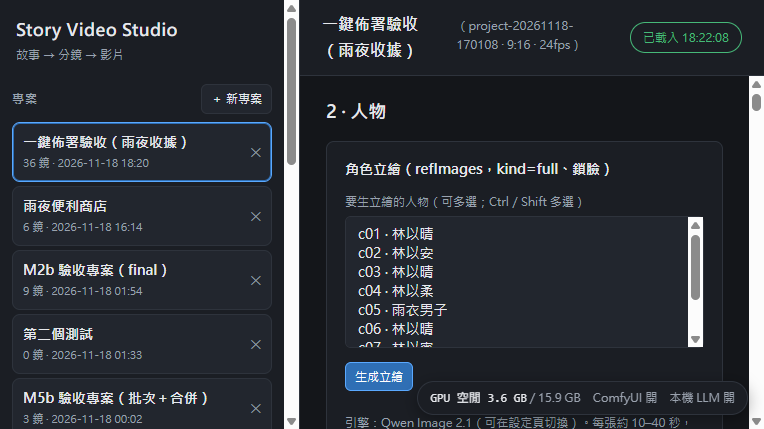 Story Video Studio
故事 → 分鏡 → 影片
專案
+ 新專案
一鍵佈署驗收（雨夜收據）
36 鏡 · 2026-11-18 18:20
雨夜便利商店
6 鏡 · 2026-11-18 16:14
M2b 驗收專案（final）
9 鏡 · 2026-11-18 01:54
第二個測試
0 鏡 · 2026-11-18 01:33
M5b 驗收專案（批次＋合併）
3 鏡 · 2026-11-18 00:02
一鍵佈署驗收
（雨夜收據）
（project-20261118-
170108 · 9:16 · 24fps）
已載入 18:22:08
2 · 人物
角色立繪（refImages，kind=full、鎖臉）
要生立繪的人物（可多選；Ctrl / Shift 多選）
c01 · 林以晴
c02 · 林以安
c03 · 林以晴
c04 · 林以柔
c05 · 雨衣男子
c06 · 林以晴
生成立繪
GPU 空閒 3.6 GB / 15.9 GB ComfyUI 開 本機 LLM 開
引擎：Qwen Image 2.1（可在設定頁切換）。每張約 10–40 秒，